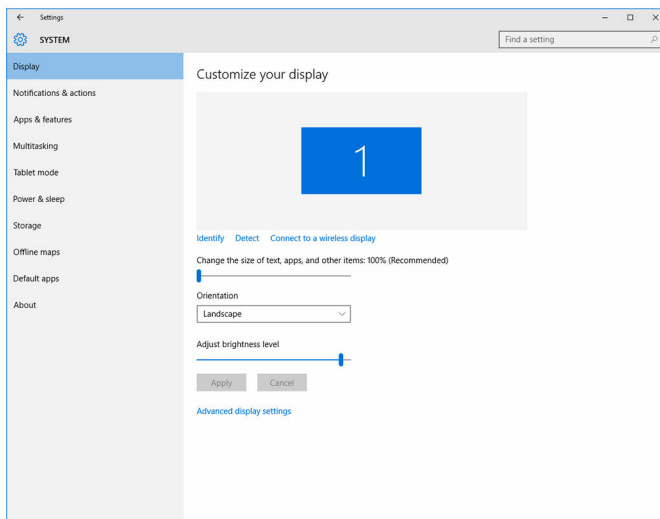 Settings
SYSTEM
Find a setting
Display
Notifications & actions
Apps & features
Multitasking
Tablet mode
Power & sleep
Storage
Offline maps
Default apps
About
Customize your display
1
Identify Detect Connect to a wireless display
Change the size of text, apps, and other items: 100% (Recommended)
Orientation
Landscape
Adjust brightness level
Apply Cancel
Advanced display settings